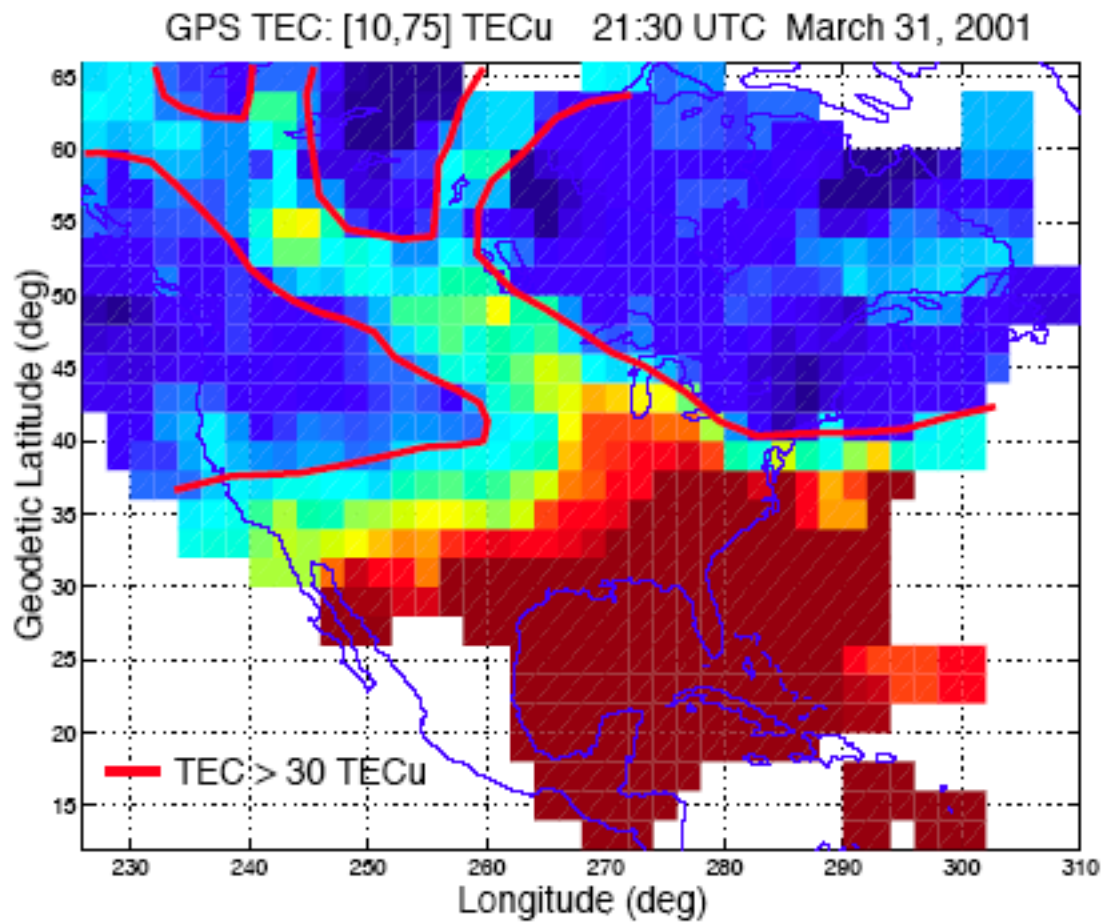 GPS TEC: [10,75] TECu 21:30 UTC March 31, 2001
65
60
55
50
45
40
35
30
25
20
15
Geodetic Latitude (deg)
TEC > 30 TECu
230 240 250 260 270 280 290 300 310
Longitude (deg)